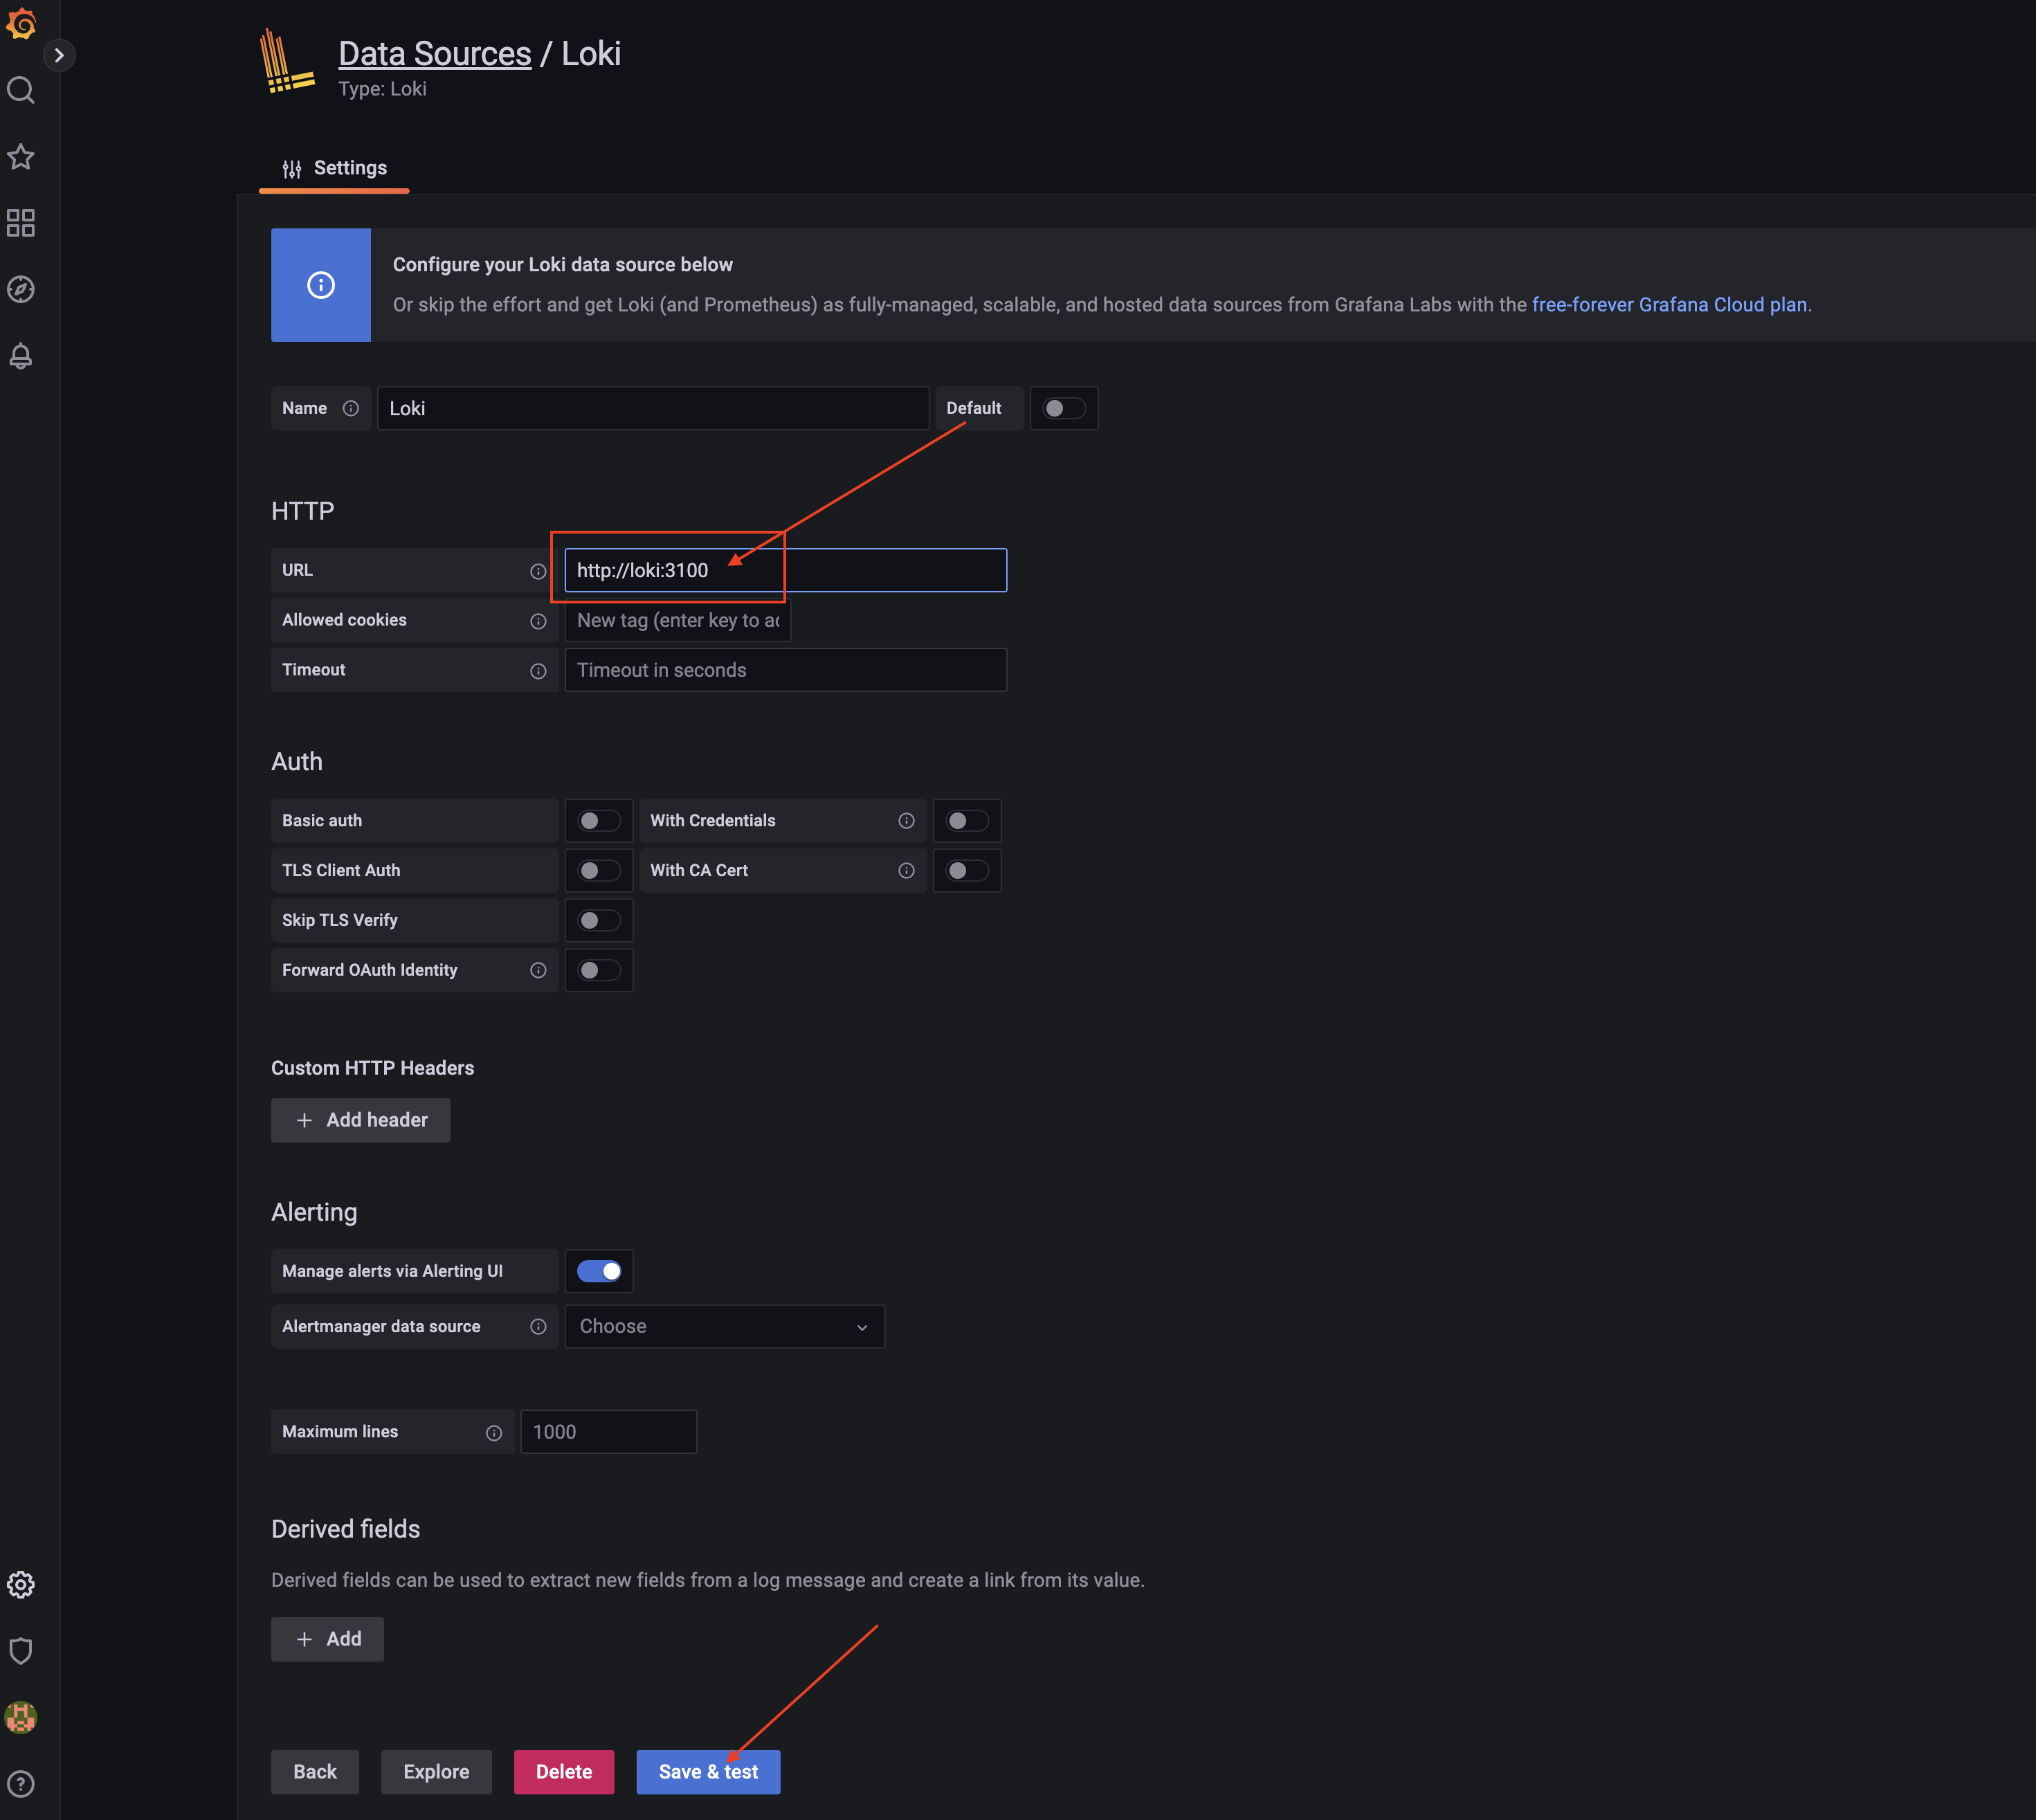 Data Sources / Loki
Type: Loki
Settings
Configure your Loki data source below
Or skip the effort and get Loki (and Prometheus) as fully-managed, scalable, and hosted data sources from Grafana Labs with the free-forever Grafana Cloud plan.
Name Loki Default
HTTP
URL http://loki:3100
Allowed cookies New tag (enter key to ac
Timeout Timeout in seconds
Auth
Basic auth With Credentials
TLS Client Auth With CA Cert
Skip TLS Verify
Forward OAuth Identity
Custom HTTP Headers
+ Add header
Alerting
Manage alerts via Alerting UI
Alertmanager data source Choose
Maximum lines 1000
Derived fields
Derived fields can be used to extract new fields from a log message and create a link from its value.
+ Add
Back Explore Delete Save & test